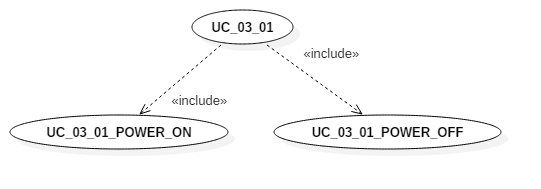 UC_03_01
«include»
«include»
UC_03_01_POWER_ON
UC_03_01_POWER_OFF